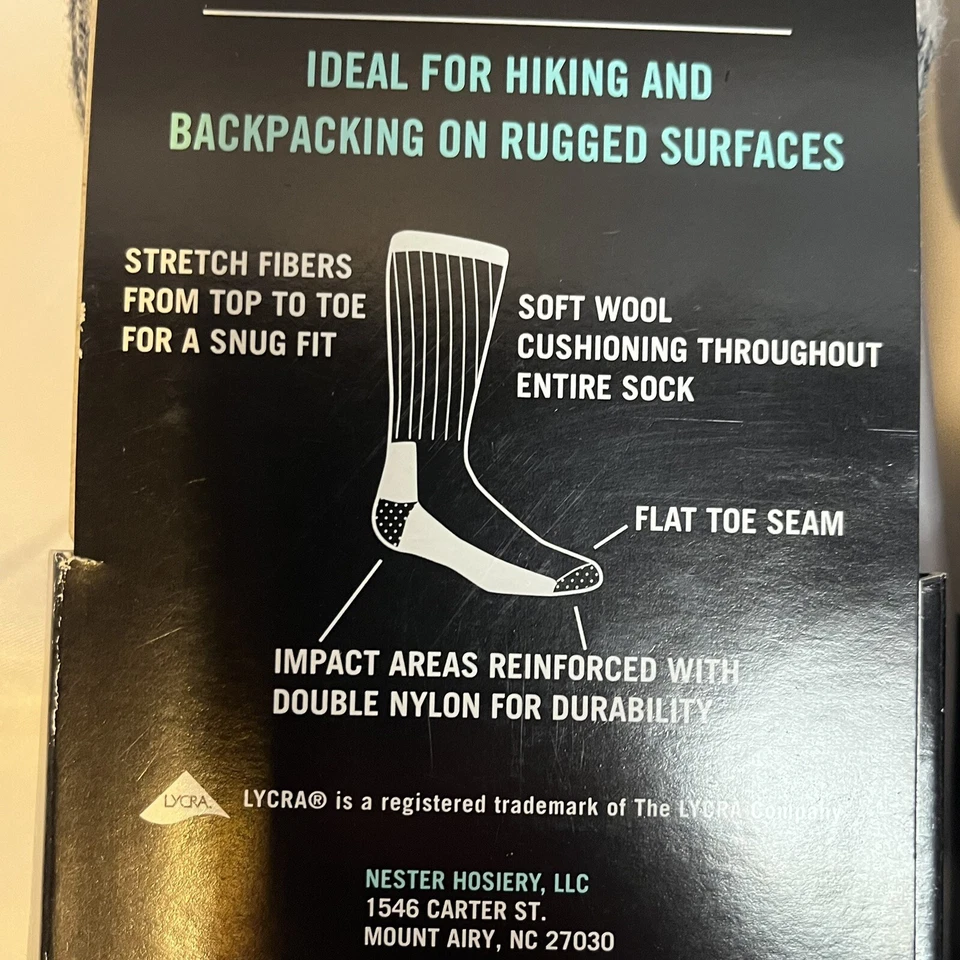 IDEAL FOR HIKING AND
BACKPACKING ON RUGGED SURFACES
STRETCH FIBERS
FROM TOP TO TOE
FOR A SNUG FIT
SOFT WOOL
CUSHIONING THROUGHOUT
ENTIRE SOCK
FLAT TOE SEAM
IMPACT AREAS REINFORCED WITH
DOUBLE NYLON FOR DURABILITY
LYCRA.
LYCRA® is a registered trademark of The LYCRA Company
NESTER HOSIERY, LLC
1546 CARTER ST.
MOUNT AIRY, NC 27030